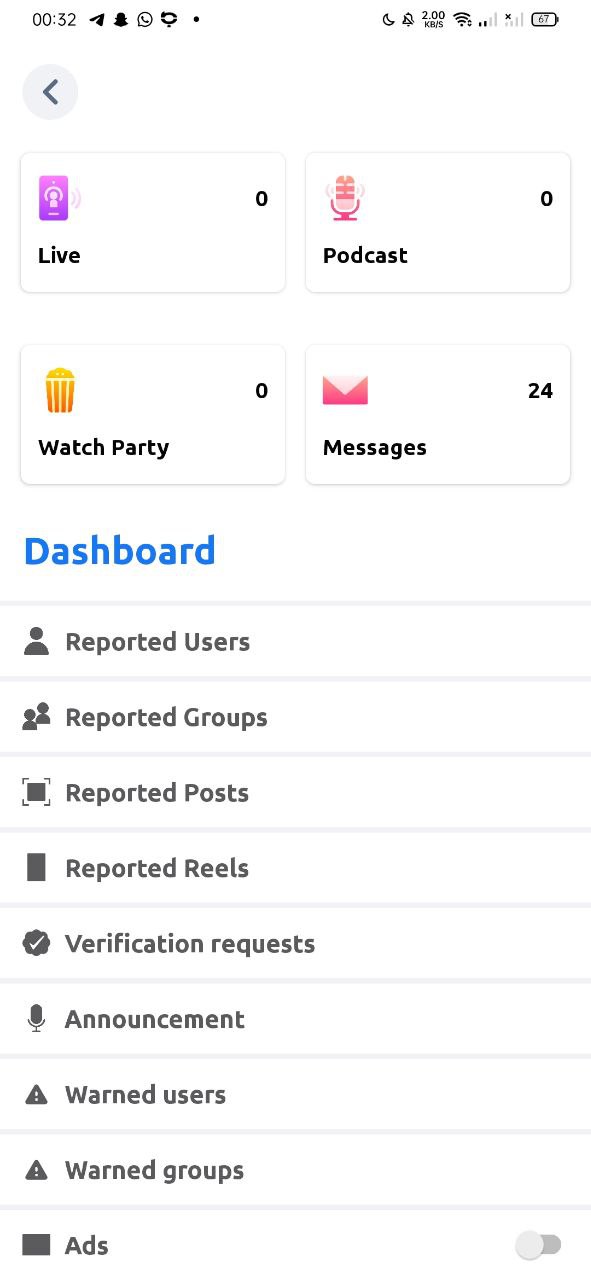 00:32 2.00 KB/S 67
0 0
Live Podcast
0 24
Watch Party Messages
Dashboard
Reported Users
Reported Groups
Reported Posts
Reported Reels
Verification requests
Announcement
Warned users
Warned groups
Ads